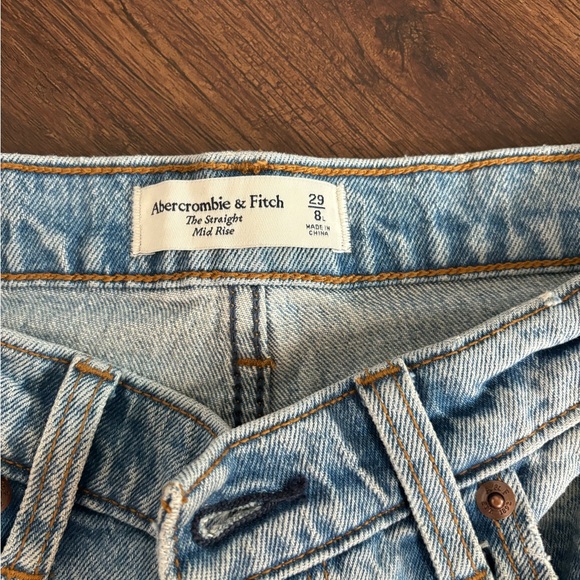 Abercrombie & Fitch
The Straight
Mid Rise
29
8L
MADE IN
CHINA